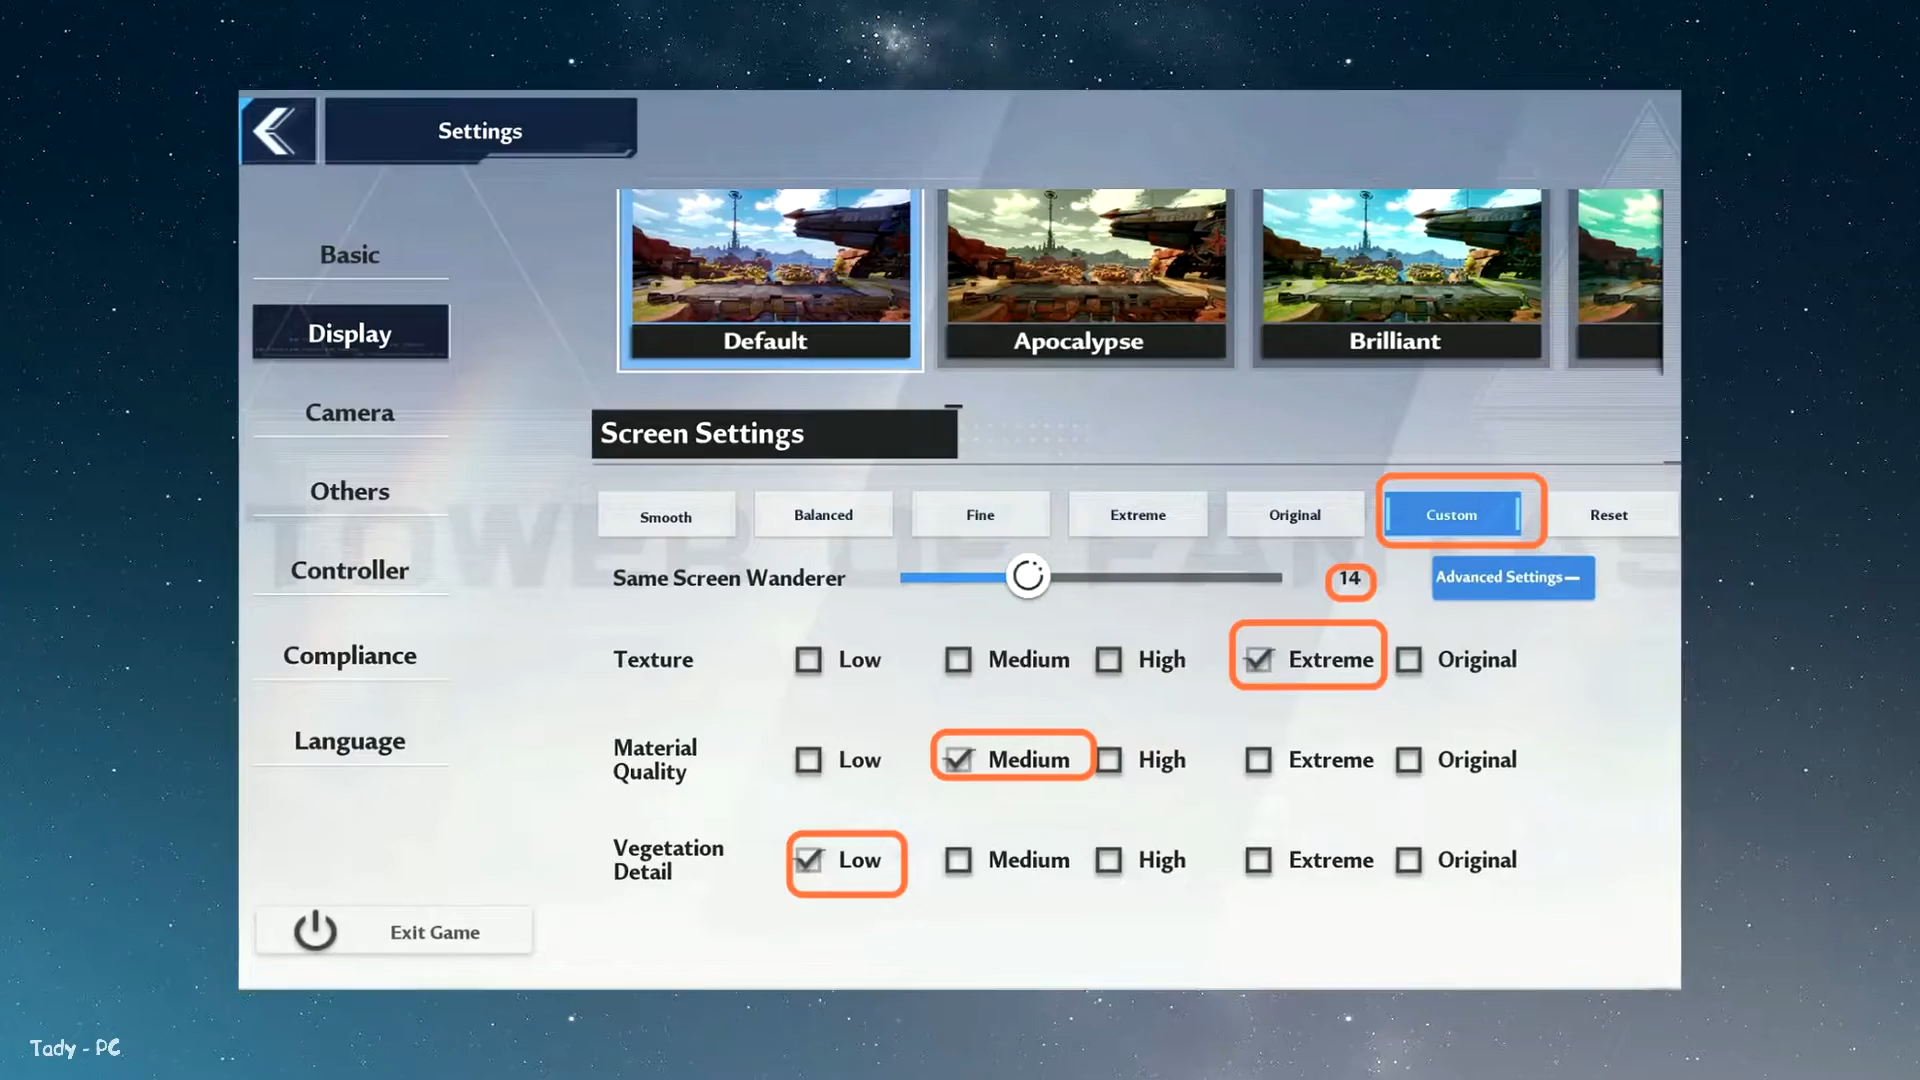 Settings
Basic
Display
Camera
Others
Controller
Compliance
Language
Exit Game
Default
Apocalypse
Brilliant
Screen Settings
Smooth
Balanced
Fine
Extreme
Original
Custom
Reset
Same Screen Wanderer
14
Advanced Settings—
Texture
Low
Medium
High
Extreme
Original
Material
Quality
Low
Medium
High
Extreme
Original
Vegetation
Detail
Low
Medium
High
Extreme
Original
Tady - PC